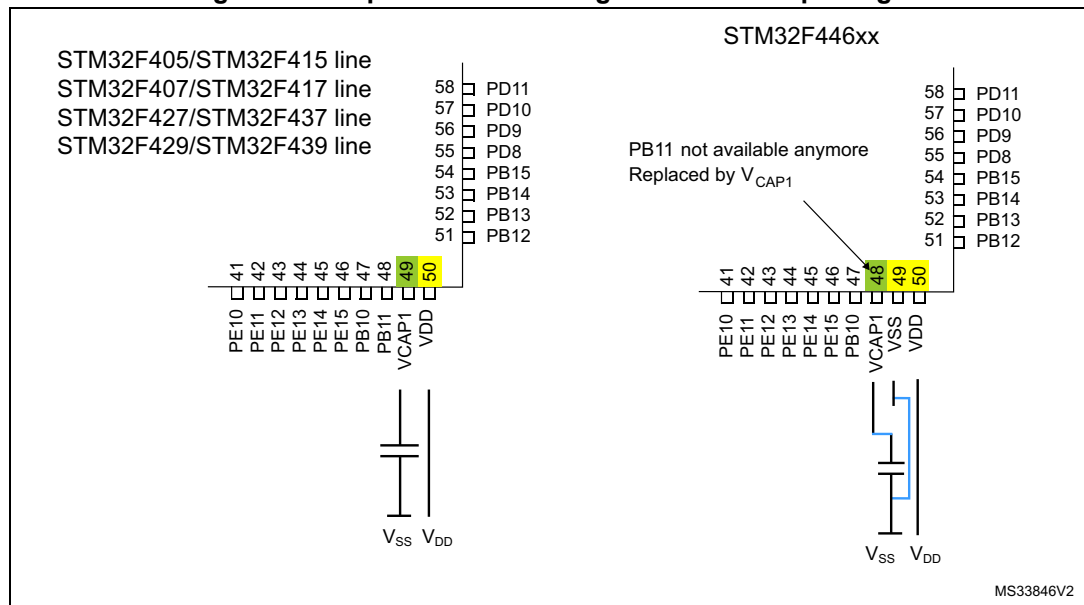 STM32F405/STM32F415 line
STM32F407/STM32F417 line
STM32F427/STM32F437 line
STM32F429/STM32F439 line
58 PD11
57 PD10
56 PD9
55 PD8
54 PB15
53 PB14
52 PB13
51 PB12
41 42 43 44 45 46 47 48 49 50
PE10 PE11 PE12 PE13 PE14 PE15 PB10 PB11 VCAP1 VDD
VSS VDD
STM32F446xx
PB11 not available anymore
Replaced by VCAP1
58 PD11
57 PD10
56 PD9
55 PD8
54 PB15
53 PB14
52 PB13
51 PB12
41 42 43 44 45 46 47 48 49 50
PE10 PE11 PE12 PE13 PE14 PE15 PB10 VCAP1 VSS VDD
VSS VDD
MS33846V2